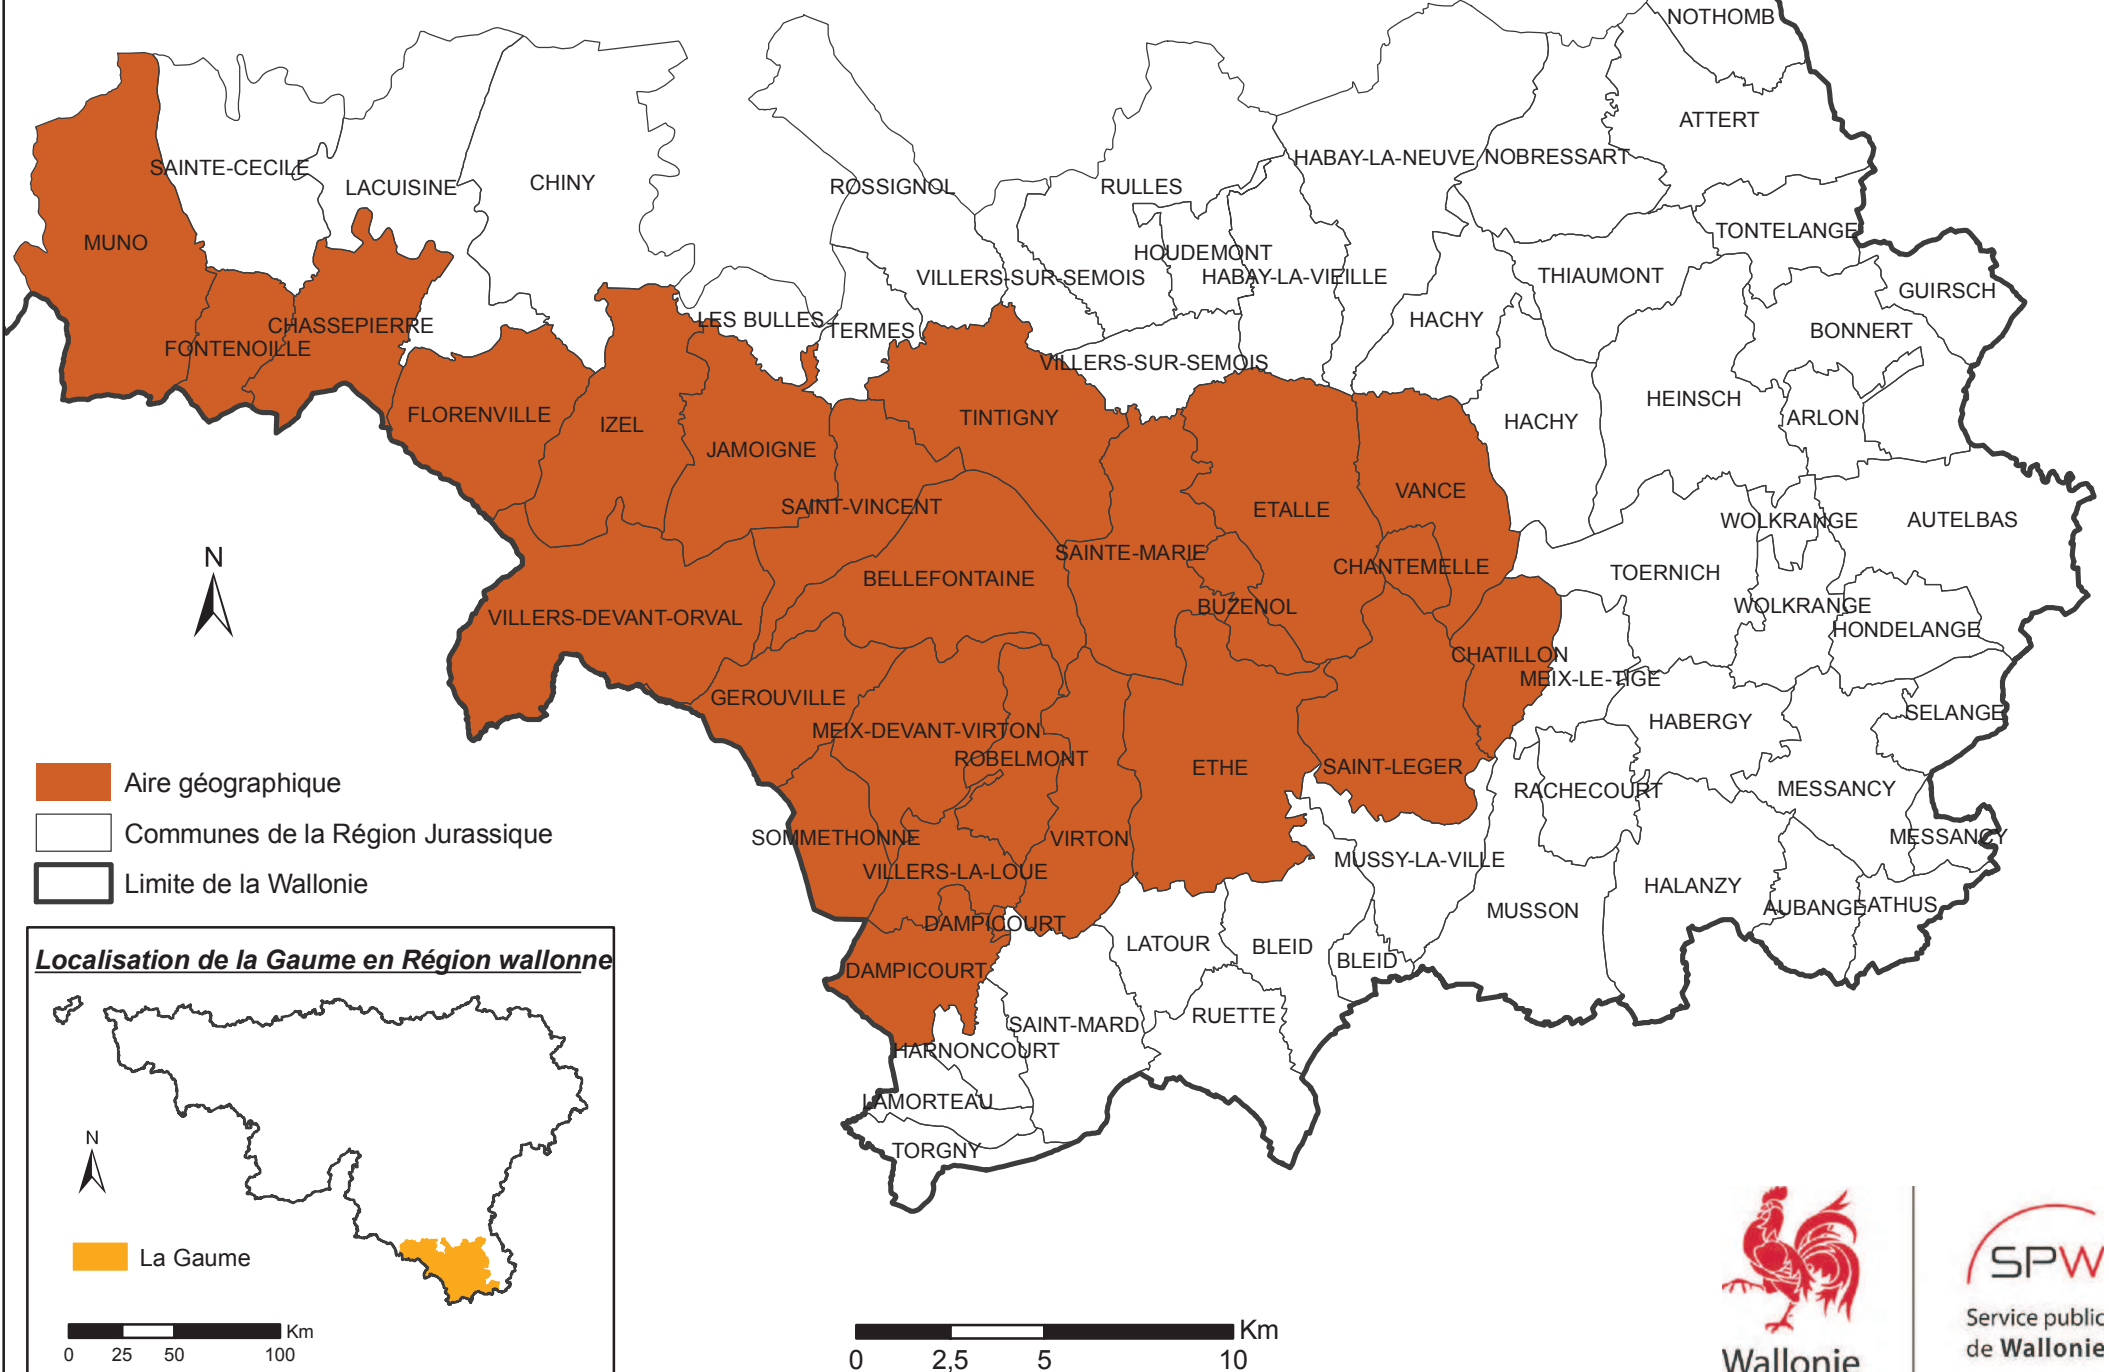 NOTHOMB
ATTERT
SAINTE-CECILE
LACUISINE
CHINY
ROSSIGNOL
RULLES
HABAY-LA-NEUVE
NOBRESSART
MUNO
TONTELANGE
HOUDEMONT
VILLERS-SUR-SEMOIS
HABAY-LA-VIEILLE
THIAUMONT
GUIRSCH
CHASSEPIERRE
FONTENOILLE
LES BULLES
TERMES
HACHY
BONNERT
VILLERS-SUR-SEMOIS
FLORENVILLE
IZEL
JAMOIGNE
TINTIGNY
HACHY
HEINSCH
ARLON
SAINT-VINCENT
ETALLE
VANCE
WOLKRANGE
AUTELBAS
N
SAINTE-MARIE
BELLEFONTAINE
CHANTEMELLE
TOERNICH
VILLERS-DEVANT-ORVAL
BUZENOL
WOLKRANGE
HONDELANGE
CHATILLON
MEIX-LE-TIGE
GEROUVILLE
MEIX-DEVANT-VIRTON
HABERGY
SELANGE
ROBELMONT
ETHE
SAINT-LEGER
RACHECOURT
MESSANCY
Aire géographique
Communes de la Région Jurassique
Limite de la Wallonie
SOMMETHONNE
VIRTON
MESSANCY
VILLERS-LA-LOUE
MUSSY-LA-VILLE
HALANZY
DAMPICOURT
MUSSON
AUBANGE
ATHUS
LATOUR
BLEID
BLEID
DAMPICOURT
SAINT-MARD
RUETTE
HARNONCOURT
LAMORTEAU
TORGNY
Localisation de la Gaume en Région wallonne
N
La Gaume
Km
0 25 50 100
Km
0 2,5 5 10
Wallonie
SPW
Service public
de Wallonie